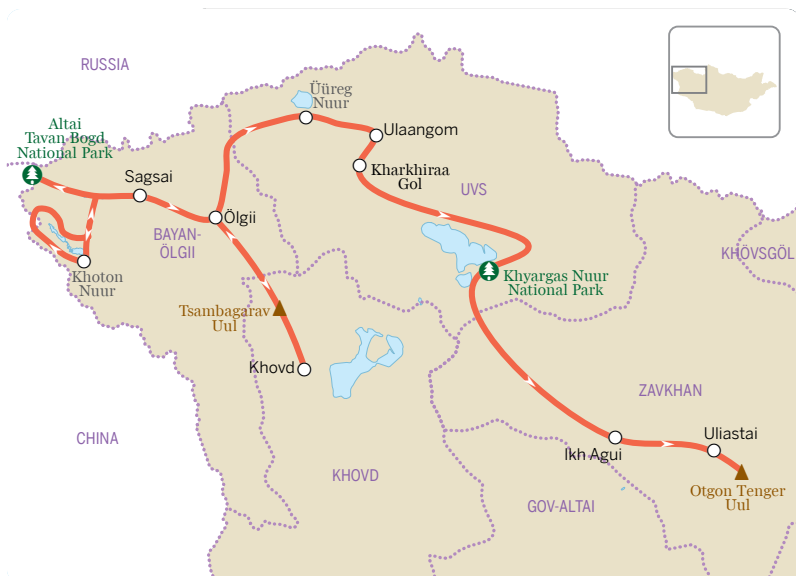 RUSSIA
Altai
Tavan Bogd
National Park
Üüreg
Nuur
Ulaangom
Kharkhiraa
Gol
Sagsai
UVS
Ölgii
BAYAN-
ÖLGII
Khoton
Nuur
Khyargas Nuur
National Park
KHÖVSGÖL
Tsambagarav
Uul
Khovd
ZAVKHAN
CHINA
Uliastai
Ikh Agui
KHOVD
Otgon Tenger
Uul
GOV-ALTAI